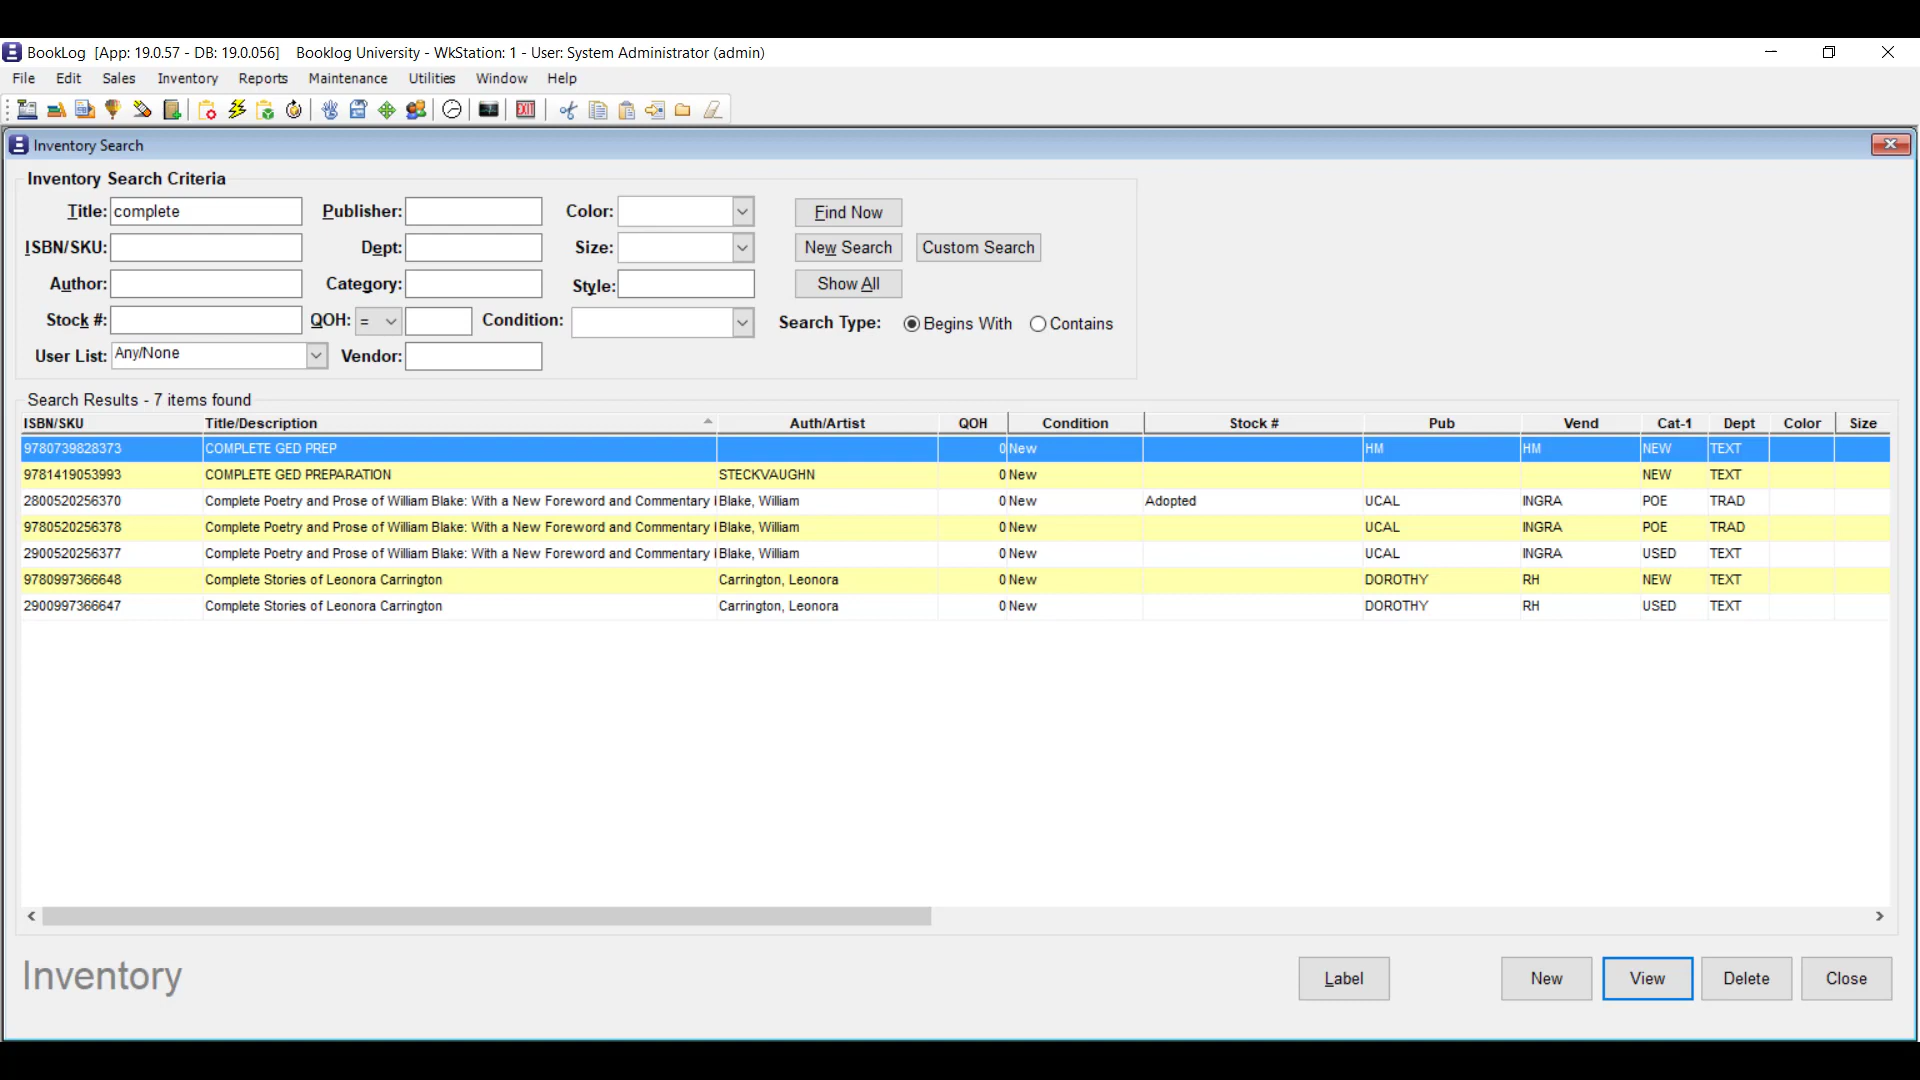 BookLog [App: 19.0.57 - DB: 19.0.056] Booklog University - WkStation: 1 - User: System Administrator (admin)
File Edit Sales Inventory Reports Maintenance Utilities Window Help
EXIT
Inventory Search
Inventory Search Criteria
Title: complete Publisher: Color: Find Now
ISBN/SKU: Dept: Size: New Search Custom Search
Author: Category: Style: Show All
Stock #: QOH: = Condition: Search Type: Begins With Contains
User List: Any/None Vendor:
Search Results - 7 items found
ISBN/SKU Title/Description Auth/Artist QOH Condition Stock # Pub Vend Cat-1 Dept Color Size
9780739828373 COMPLETE GED PREP 0 New HM HM NEW TEXT
9781419053993 COMPLETE GED PREPARATION STECKVAUGHN 0 New NEW TEXT
2800520256370 Complete Poetry and Prose of William Blake: With a New Foreword and Commentary Blake, William 0 New Adopted UCAL INGRA POE TRAD
9780520256378 Complete Poetry and Prose of William Blake: With a New Foreword and Commentary Blake, William 0 New UCAL INGRA POE TRAD
2900520256377 Complete Poetry and Prose of William Blake: With a New Foreword and Commentary Blake, William 0 New UCAL INGRA USED TEXT
9780997366648 Complete Stories of Leonora Carrington Carrington, Leonora 0 New DOROTHY RH NEW TEXT
2900997366647 Complete Stories of Leonora Carrington Carrington, Leonora 0 New DOROTHY RH USED TEXT
Inventory Label New View Delete Close